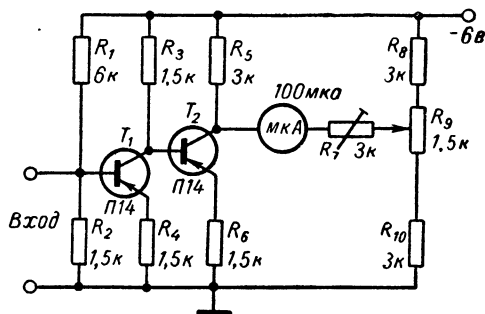 -6в
R1
6к
R3
1,5к
R5
3к
R8
3к
100мка
T1
T2
мкА
R7
3к
R9
1,5к
П14
П14
Вход
R2
1,5к
R4
1,5к
R6
1,5к
R10
3к